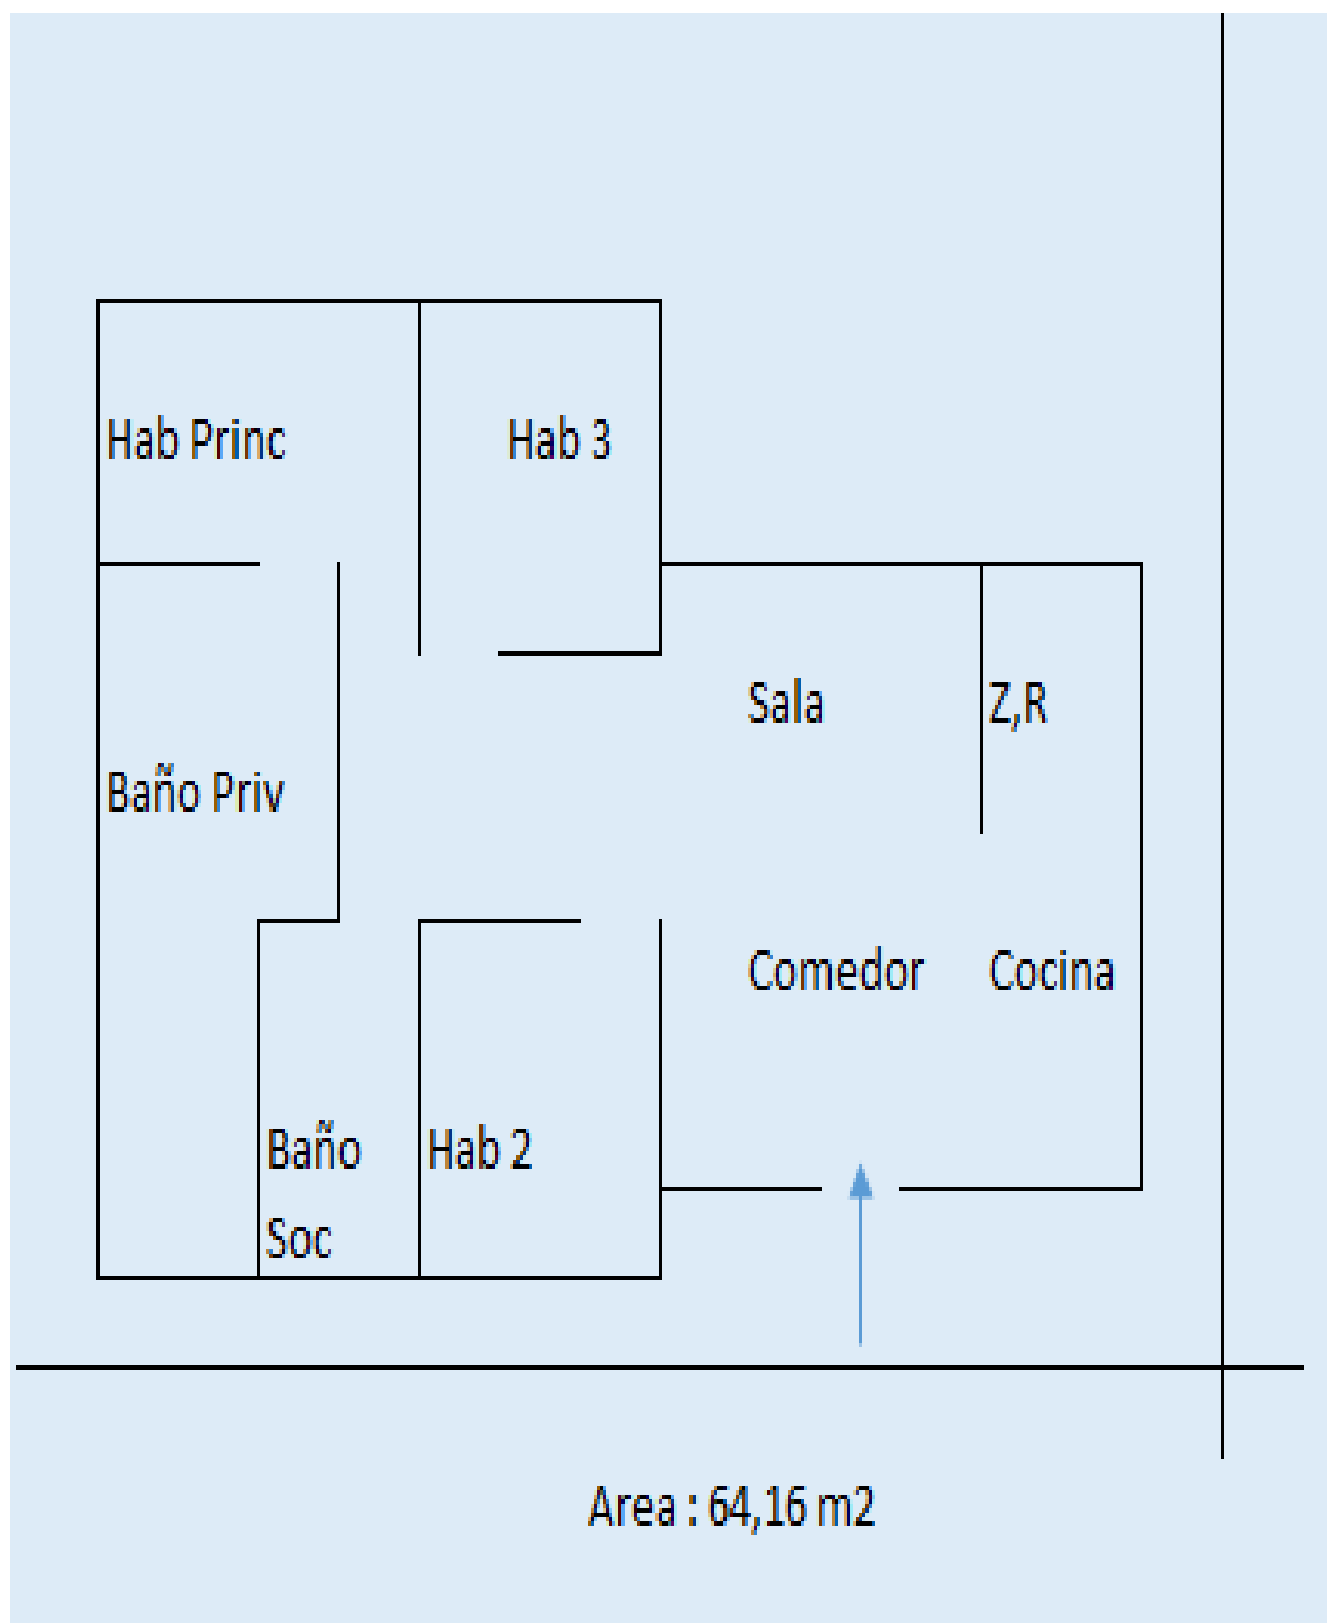 Hab Princ
Hab 3
Sala
Z,R
Baño Priv
Comedor
Cocina
Baño
Soc
Hab 2
Area : 64,16 m2